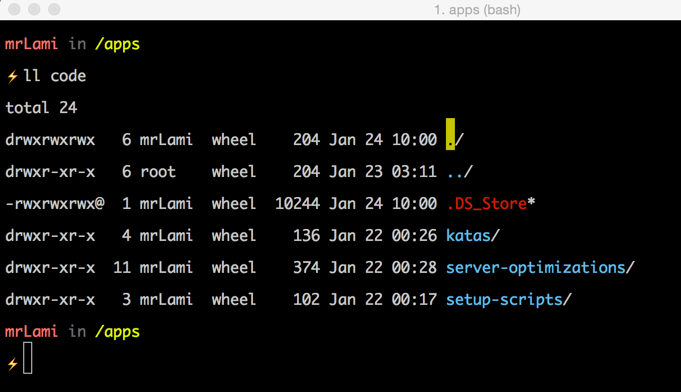 1. apps (bash)
mrLami in /apps
⚡ll code
total 24
drwxrwxrwx   6 mrLami  wheel    204 Jan 24 10:00 ./
drwxr-xr-x   6 root    wheel    204 Jan 23 03:11 ../
-rwxrwxrwx@  1 mrLami  wheel  10244 Jan 24 10:00 .DS_Store*
drwxr-xr-x   4 mrLami  wheel    136 Jan 22 00:26 katas/
drwxr-xr-x  11 mrLami  wheel    374 Jan 22 00:28 server-optimizations/
drwxr-xr-x   3 mrLami  wheel    102 Jan 22 00:17 setup-scripts/
mrLami in /apps
⚡